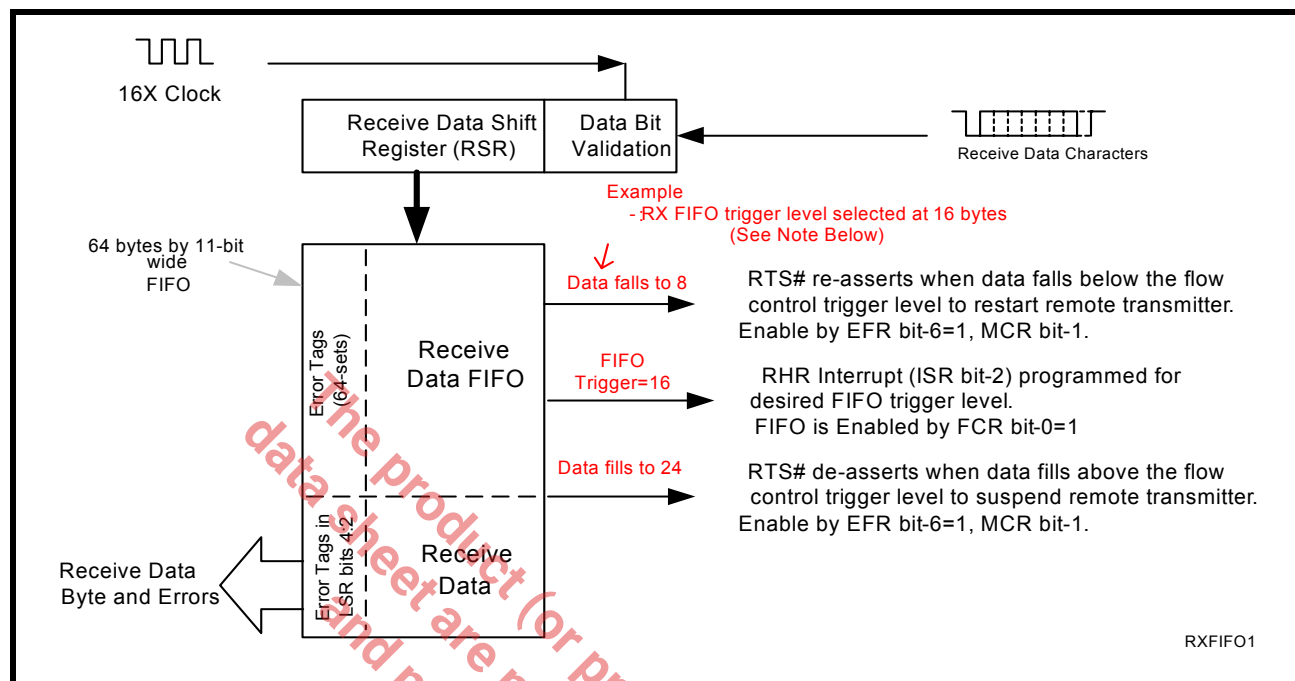 16X Clock
Receive Data Shift
Register (RSR)
Data Bit
Validation
Receive Data Characters
Example
-:RX FIFO trigger level selected at 16 bytes
(See Note Below)
64 bytes by 11-bit
wide
FIFO
Data falls to 8
RTS# re-asserts when data falls below the flow
control trigger level to restart remote transmitter.
Enable by EFR bit-6=1, MCR bit-1.
Error Tags
(64-sets)
Receive
Data FIFO
FIFO
Trigger=16
RHR Interrupt (ISR bit-2) programmed for
desired FIFO trigger level.
FIFO is Enabled by FCR bit-0=1
Data fills to 24
RTS# de-asserts when data fills above the flow
control trigger level to suspend remote transmitter.
Enable by EFR bit-6=1, MCR bit-1.
Error Tags in
LSR bits 4:2
Receive
Data
Receive Data
Byte and Errors
RXFIFO1
The product (or
data sheet are
and